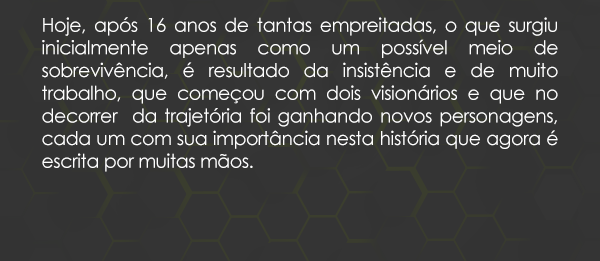 Hoje, após 16 anos de tantas empreitadas, o que surgiu
inicialmente apenas como um possível meio de
sobrevivência, é resultado da insistência e de muito
trabalho, que começou com dois visionários e que no
decorrer da trajetória foi ganhando novos personagens,
cada um com sua importância nesta história que agora é
escrita por muitas mãos.